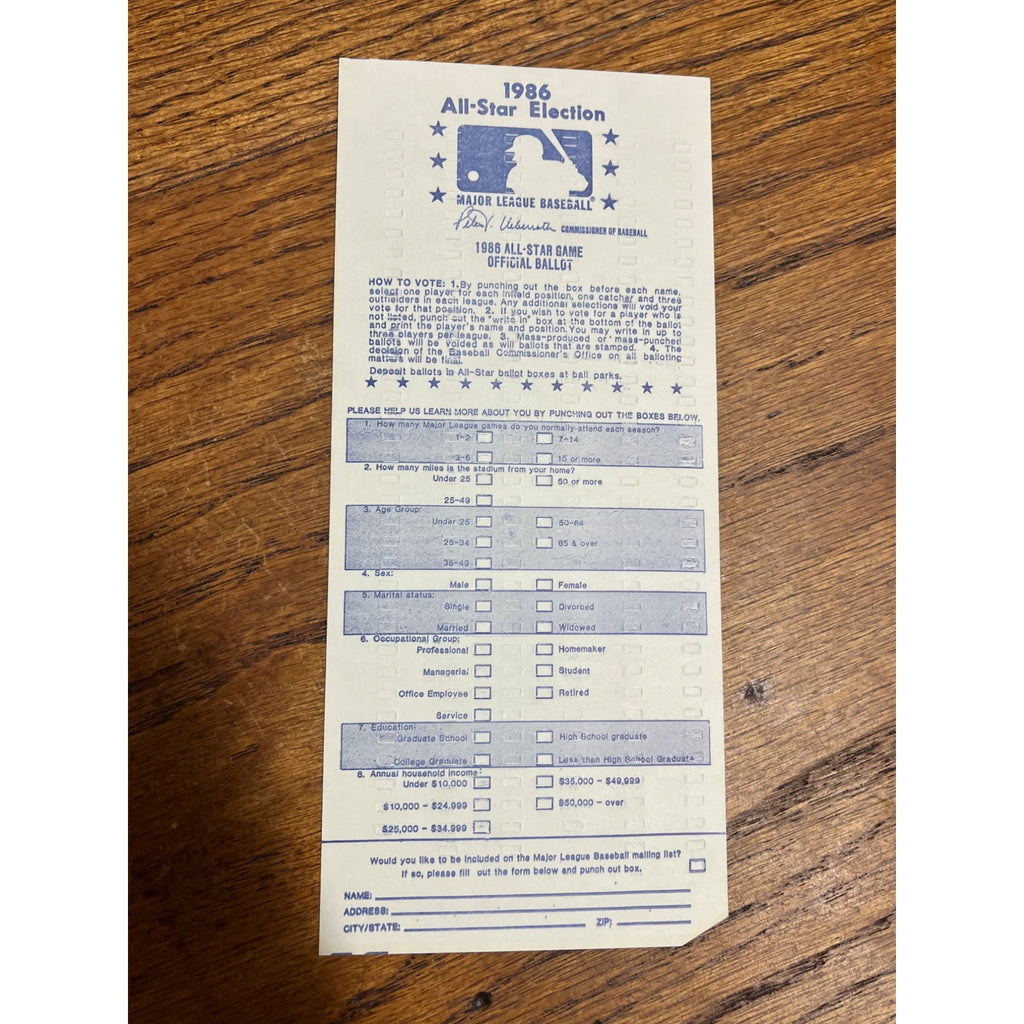 1986
All-Star Election
MAJOR LEAGUE BASEBALL®
Peter V. Ueberroth COMMISSIONER OF BASEBALL
1986 ALL-STAR GAME
OFFICIAL BALLOT
HOW TO VOTE: 1. By punching out the box before each name,
select one player for each infield position, one catcher and three
outfielders in each league. Any additional selections will void your
vote for that position. 2. If you wish to vote for a player who is
not listed, punch out the "write in" box at the bottom of the ballot
and print the player's name and position. You may write in up to
three players per league. 3. Mass-produced or mass-punched
ballots will be voided as will ballots that are stamped. 4. The
decision of the Baseball Commissioner's Office on all balloting
matters will be final.
Deposit ballots in All-Star ballot boxes at ball parks.
PLEASE HELP US LEARN MORE ABOUT YOU BY PUNCHING OUT THE BOXES BELOW.
1. How many Major League games do you normally attend each season?
1-2 7-14
3-6 15 or more
2. How many miles is the stadium from your home?
Under 25 50 or more
25-49
3. Age Group:
Under 25 50-64
25-34 65 & over
35-49
4. Sex:
Male Female
5. Marital status:
Single Divorced
Married Widowed
6. Occupational Group:
Professional Homemaker
Managerial Student
Office Employee Retired
Service
7. Education:
Graduate School High School graduate
College Graduate Less than High School Graduate
8. Annual household income:
Under $10,000 $35,000 - $49,999
$10,000 - $24,999 $50,000 - over
$25,000 - $34,999
Would you like to be included on the Major League Baseball mailing list?
If so, please fill out the form below and punch out box.
NAME:
ADDRESS:
CITY/STATE: ZIP: